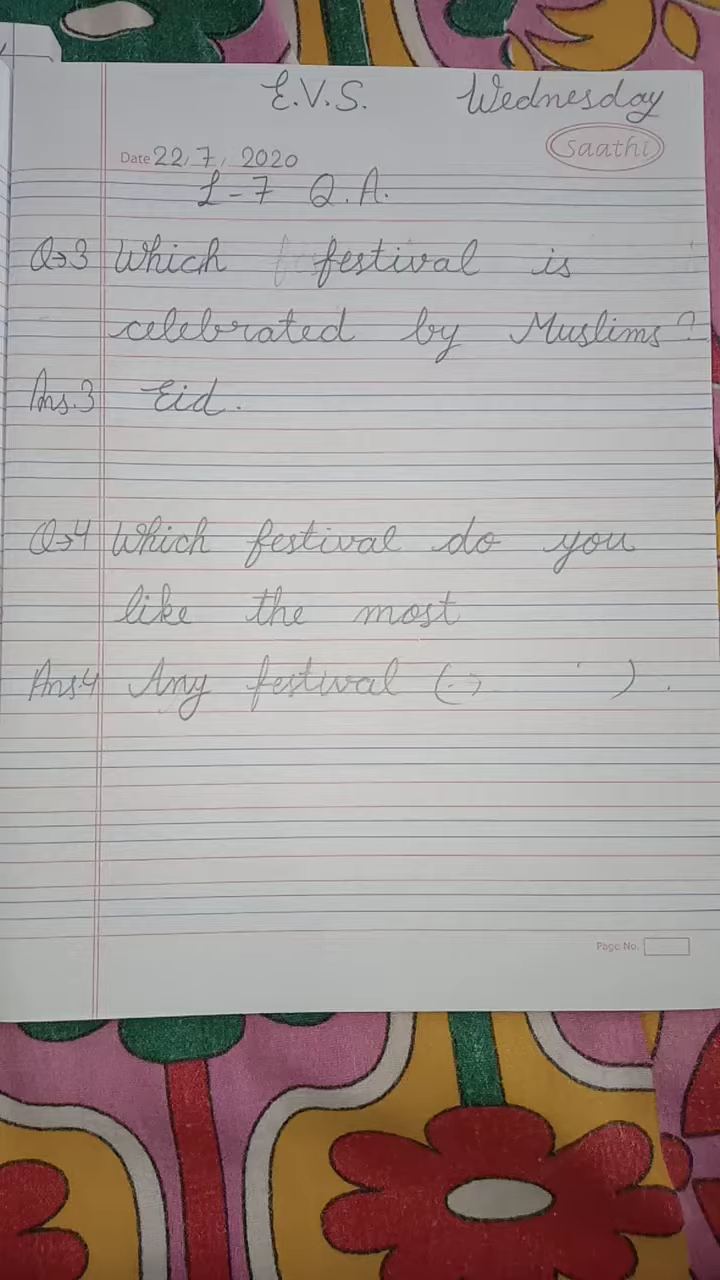 E.V.S. Wednesday
Saathi
Date 22, 7, 2020
L-7 Q.A.
Q→3 Which festival is
celebrated by Muslims?
Ans.3 Eid.
Q→4 Which festival do you
like the most
Ans.4 Any festival (→ ).
Page No.